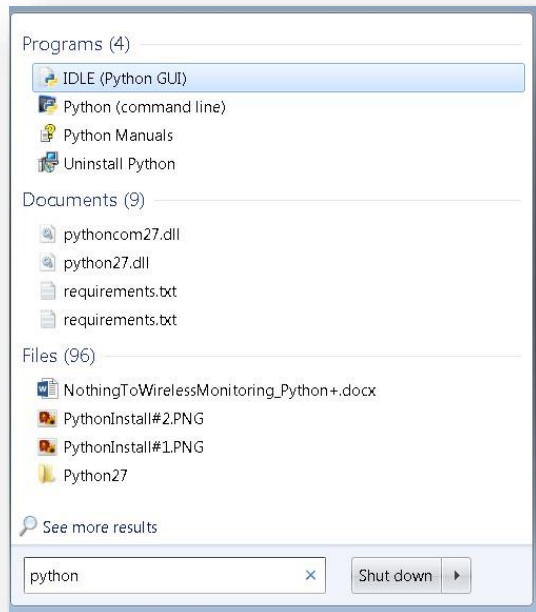 Programs (4)
IDLE (Python GUI)
Python (command line)
Python Manuals
Uninstall Python
Documents (9)
pythoncom27.dll
python27.dll
requirements.txt
requirements.txt
Files (96)
NothingToWirelessMonitoring_Python+.docx
PythonInstall#2.PNG
PythonInstall#1.PNG
Python27
See more results
python
Shut down